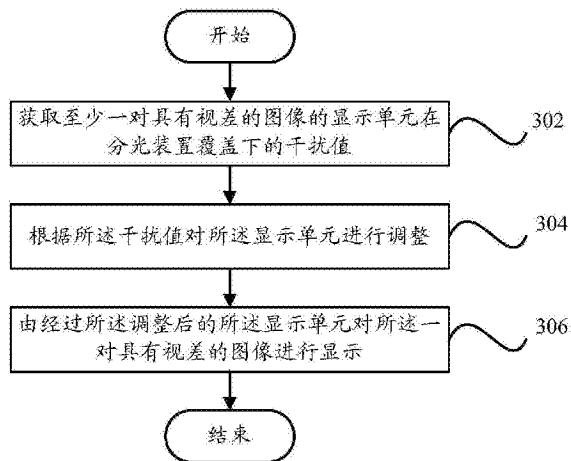 开始
获取至少一对具有视差的图像的显示单元在
分光装置覆盖下的干扰值
302
根据所述干扰值对所述显示单元进行调整
304
由经过所述调整后的所述显示单元对所述一
对具有视差的图像进行显示
306
结束